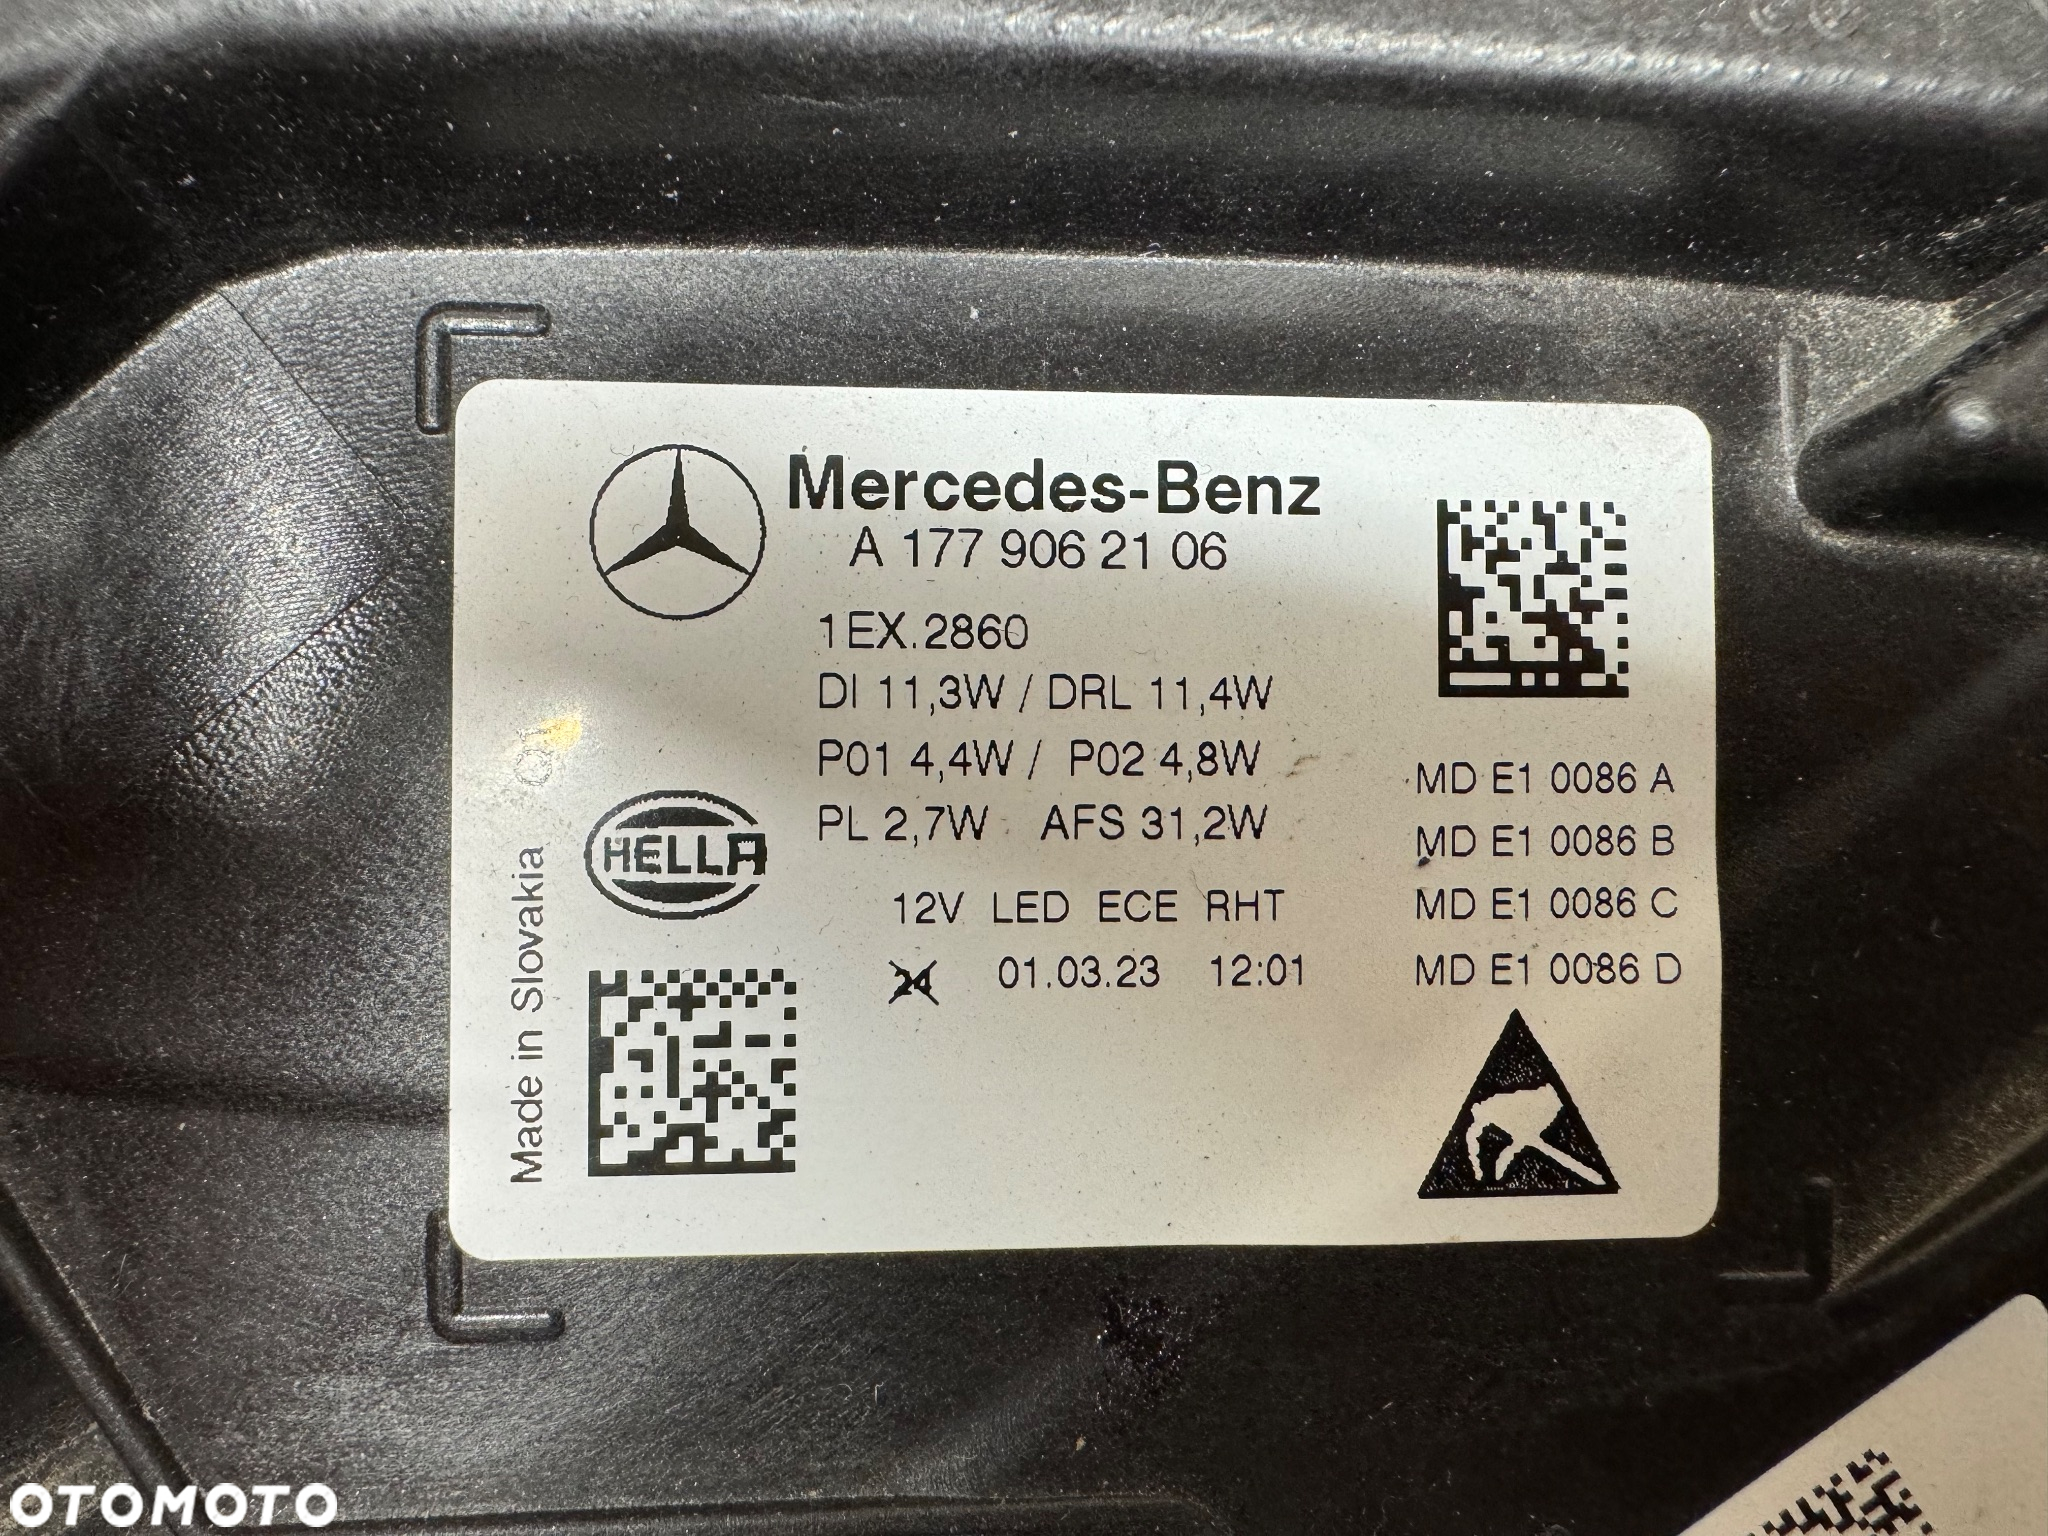 Mercedes-Benz
A 177 906 21 06
1EX.2860
DI 11,3W / DRL 11,4W
P01 4,4W / P02 4,8W
PL 2,7W AFS 31,2W
12V LED ECE RHT
24 01.03.23 12:01
MD E1 0086 A
MD E1 0086 B
MD E1 0086 C
MD E1 0086 D
HELLA
Made in Slovakia Q1
OTOMOTO